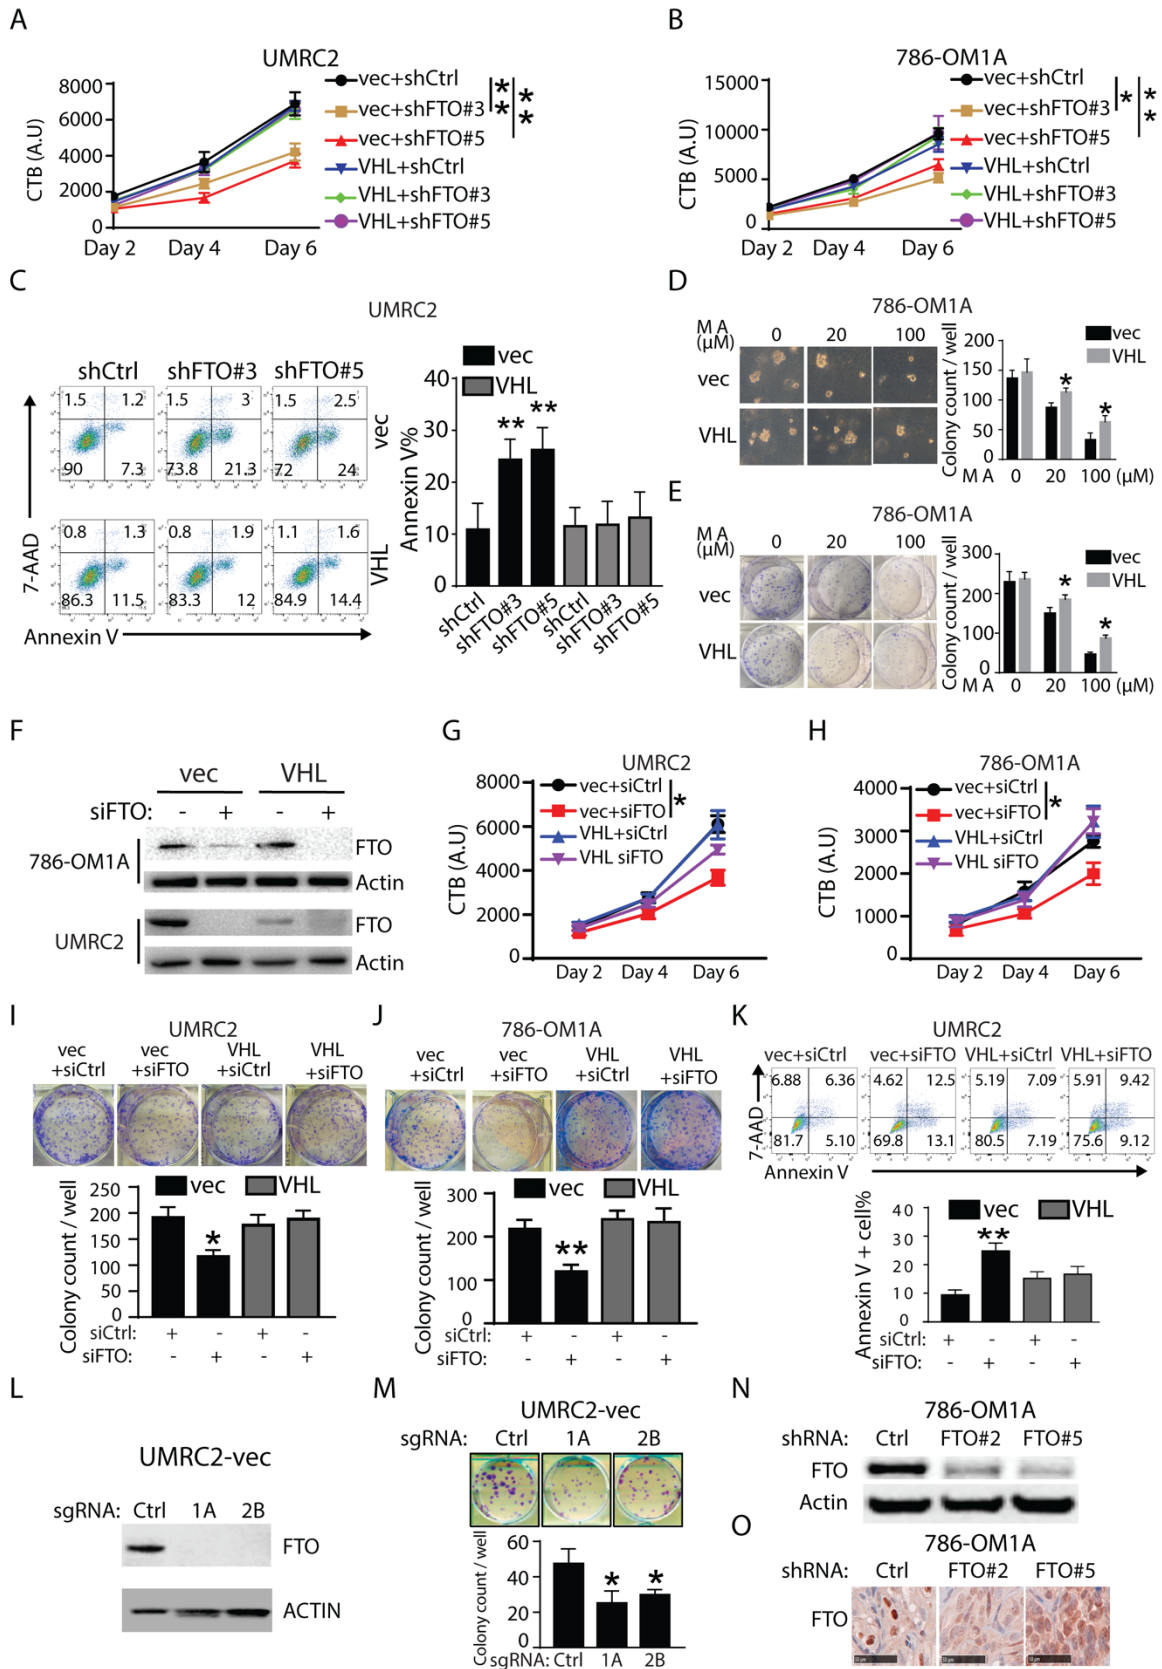 A
UMRC2
8000
6000
4000
2000
0
CTB (A.U)
Day 2 Day 4 Day 6
vec+shCtrl
vec+shFTO#3
vec+shFTO#5
VHL+shCtrl
VHL+shFTO#3
VHL+shFTO#5
** **
B
786-OM1A
15000
10000
5000
0
CTB (A.U)
Day 2 Day 4 Day 6
vec+shCtrl
vec+shFTO#3
vec+shFTO#5
VHL+shCtrl
VHL+shFTO#3
VHL+shFTO#5
* **
C
UMRC2
shCtrl shFTO#3 shFTO#5
1.5 1.2 1.5 3 1.5 2.5
90 7.3 73.8 21.3 72 24
vec
0.8 1.3 0.8 1.9 1.1 1.6
86.3 11.5 83.3 12 84.9 14.4
VHL
7-AAD
Annexin V
vec
VHL
Annexin V%
40
30
20
10
0
** **
shCtrl shFTO#3 shFTO#5 shCtrl shFTO#3 shFTO#5
D
786-OM1A
M A (μM) 0 20 100
vec
VHL
Colony count / well
200
150
100
50
0
vec
VHL
* *
M A 0 20 100 (μM)
E
786-OM1A
M A (μM) 0 20 100
vec
VHL
Colony count / well
300
200
100
0
vec
VHL
* *
M A 0 20 100 (μM)
F
vec VHL
siFTO: - + - +
786-OM1A
FTO
Actin
UMRC2
FTO
Actin
G
UMRC2
8000
6000
4000
2000
0
CTB (A.U)
vec+siCtrl
vec+siFTO
VHL+siCtrl
VHL siFTO
*
Day 2 Day 4 Day 6
H
786-OM1A
4000
3000
2000
1000
0
CTB (A.U)
vec+siCtrl
vec+siFTO
VHL+siCtrl
VHL siFTO
*
Day 2 Day 4 Day 6
I
UMRC2
vec +siCtrl vec +siFTO VHL +siCtrl VHL +siFTO
vec VHL
Colony count / well
250
200
150
100
50
0
*
siCtrl: + - + -
siFTO: - + - +
J
786-OM1A
vec +siCtrl vec +siFTO VHL +siCtrl VHL +siFTO
vec VHL
Colony count / well
300
200
100
0
**
siCtrl: + - + -
siFTO: - + - +
K
UMRC2
vec+siCtrl vec+siFTO VHL+siCtrl VHL+siFTO
6.88 6.36 4.62 12.5 5.19 7.09 5.91 9.42
81.7 5.10 69.8 13.1 80.5 7.19 75.6 9.12
7-AAD
Annexin V
vec VHL
Annexin V + cell%
40
30
20
10
0
**
siCtrl: + - + -
siFTO: - + - +
L
UMRC2-vec
sgRNA: Ctrl 1A 2B
FTO
ACTIN
M
UMRC2-vec
sgRNA: Ctrl 1A 2B
Colony count / well
60
40
20
0
* *
sgRNA: Ctrl 1A 2B
N
786-OM1A
shRNA: Ctrl FTO#2 FTO#5
FTO
Actin
O
786-OM1A
shRNA: Ctrl FTO#2 FTO#5
FTO